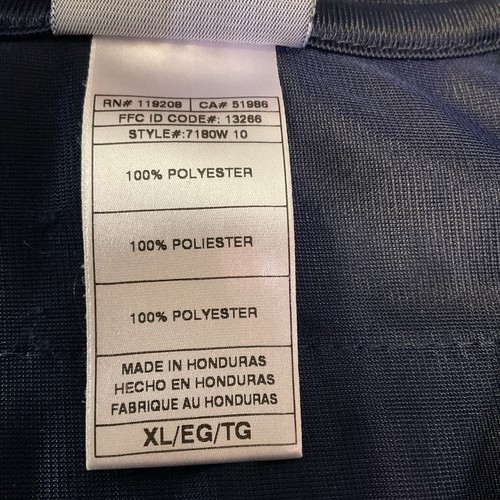 RN# 119208 CA# 51986
FFC ID CODE#: 13266
STYLE#:7180W 10
100% POLYESTER
100% POLIESTER
100% POLYESTER
MADE IN HONDURAS
HECHO EN HONDURAS
FABRIQUE AU HONDURAS
XL/EG/TG